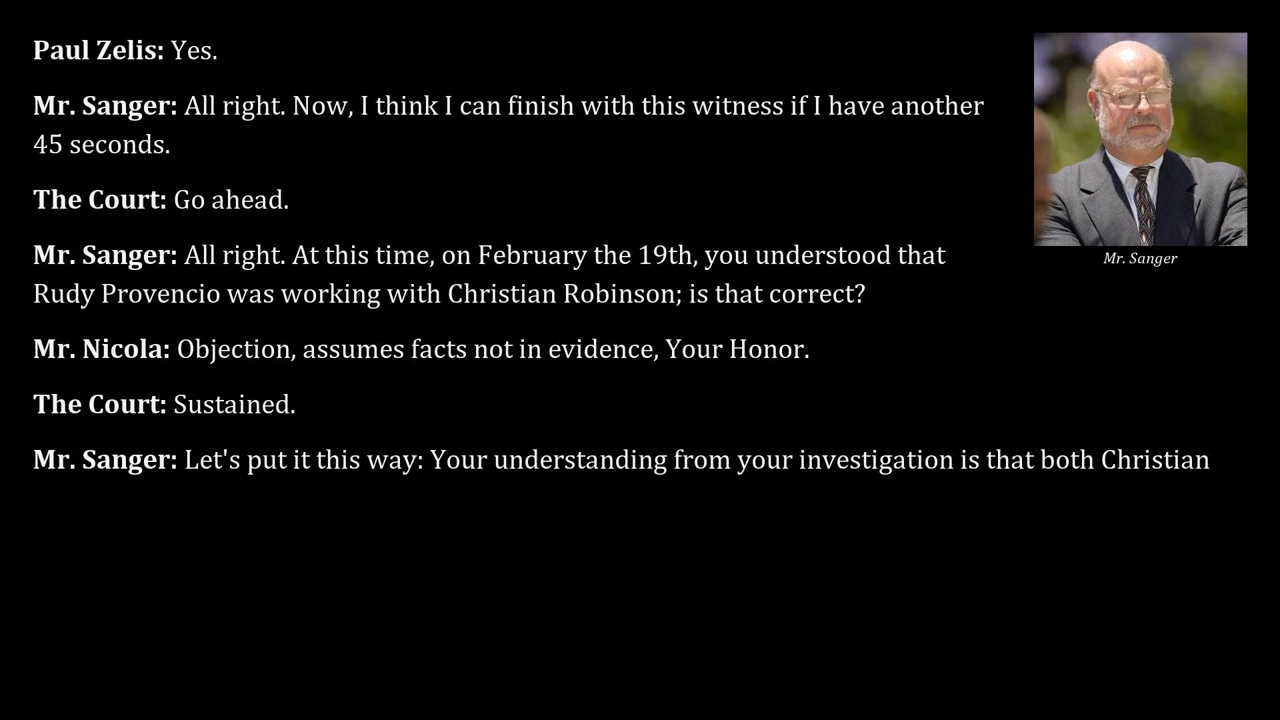 Paul Zelis: Yes.
Mr. Sanger: All right. Now, I think I can finish with this witness if I have another
45 seconds.
The Court: Go ahead.
Mr. Sanger: All right. At this time, on February the 19th, you understood that
Rudy Provencio was working with Christian Robinson; is that correct?
Mr. Nicola: Objection, assumes facts not in evidence, Your Honor.
The Court: Sustained.
Mr. Sanger: Let's put it this way: Your understanding from your investigation is that both Christian
Mr. Sanger